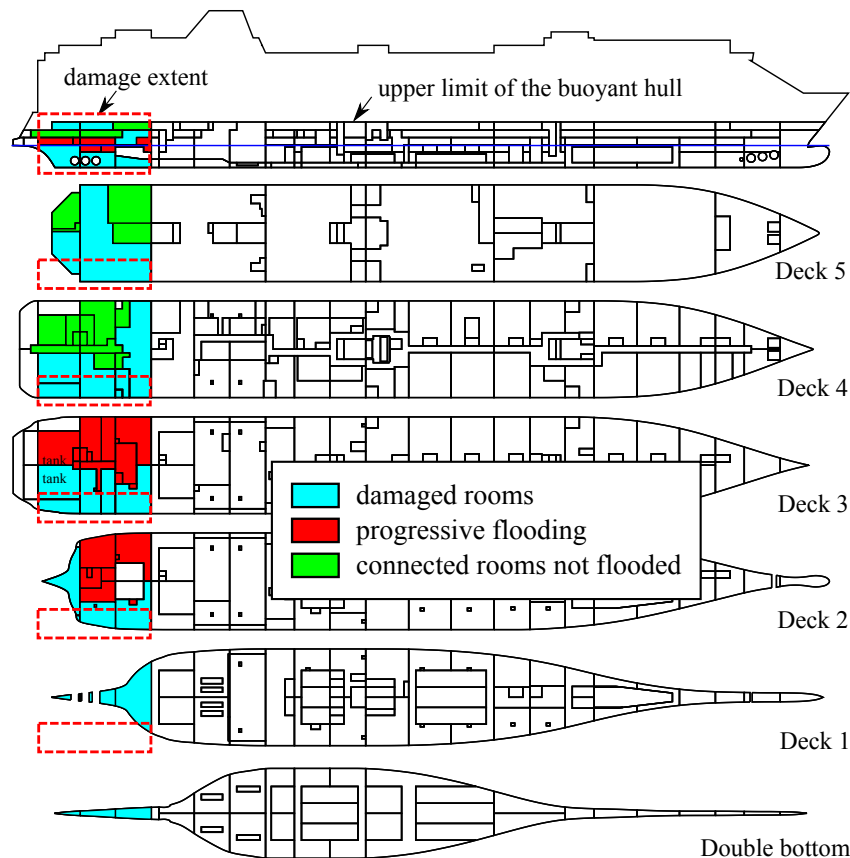 damage extent
upper limit of the buoyant hull
Deck 5
Deck 4
tank
tank
Deck 3
damaged rooms
progressive flooding
connected rooms not flooded
Deck 2
Deck 1
Double bottom